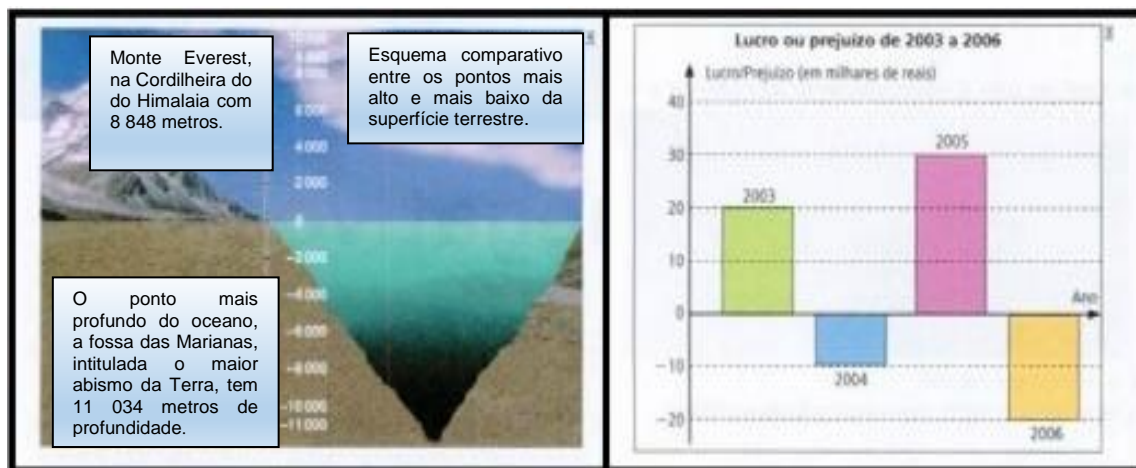 Monte Everest,
na Cordilheira do
do Himalaia com
8 848 metros.
Esquema comparativo
entre os pontos mais
alto e mais baixo da
superfície terrestre.
4 000
2 000
0
-2 000
-4 000
-6 000
-8 000
-10 000
-11 000
O ponto mais
profundo do oceano,
a fossa das Marianas,
intitulada o maior
abismo da Terra, tem
11 034 metros de
profundidade.
Lucro ou prejuízo de 2003 a 2006
Lucro/Prejuízo (em milhares de reais)
40
30
20
10
0
-10
-20
2003
2004
2005
2006
Ano